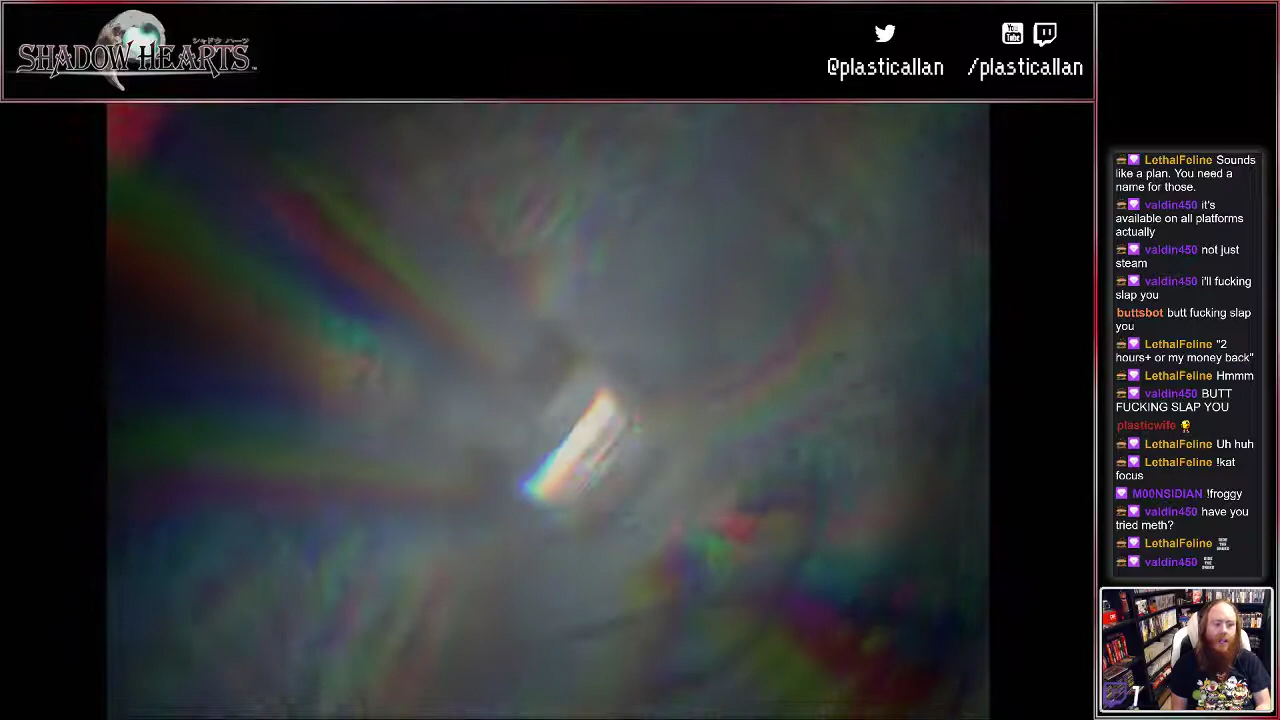 シャドウ ハーツ
SHADOW HEARTS
@plasticallan
/plasticallan
LethalFeline Sounds
like a plan. You need a
name for those.
valdin450 it's
available on all platforms
actually
valdin450 not just
steam
valdin450 i'll fucking
slap you
buttsbot butt fucking slap
you
LethalFeline "2
hours+ or my money back"
LethalFeline Hmmm
valdin450 BUTT
FUCKING SLAP YOU
plasticwife
LethalFeline Uh huh
LethalFeline !kat
focus
M00NSIDIAN !froggy
valdin450 have you
tried meth?
LethalFeline
valdin450